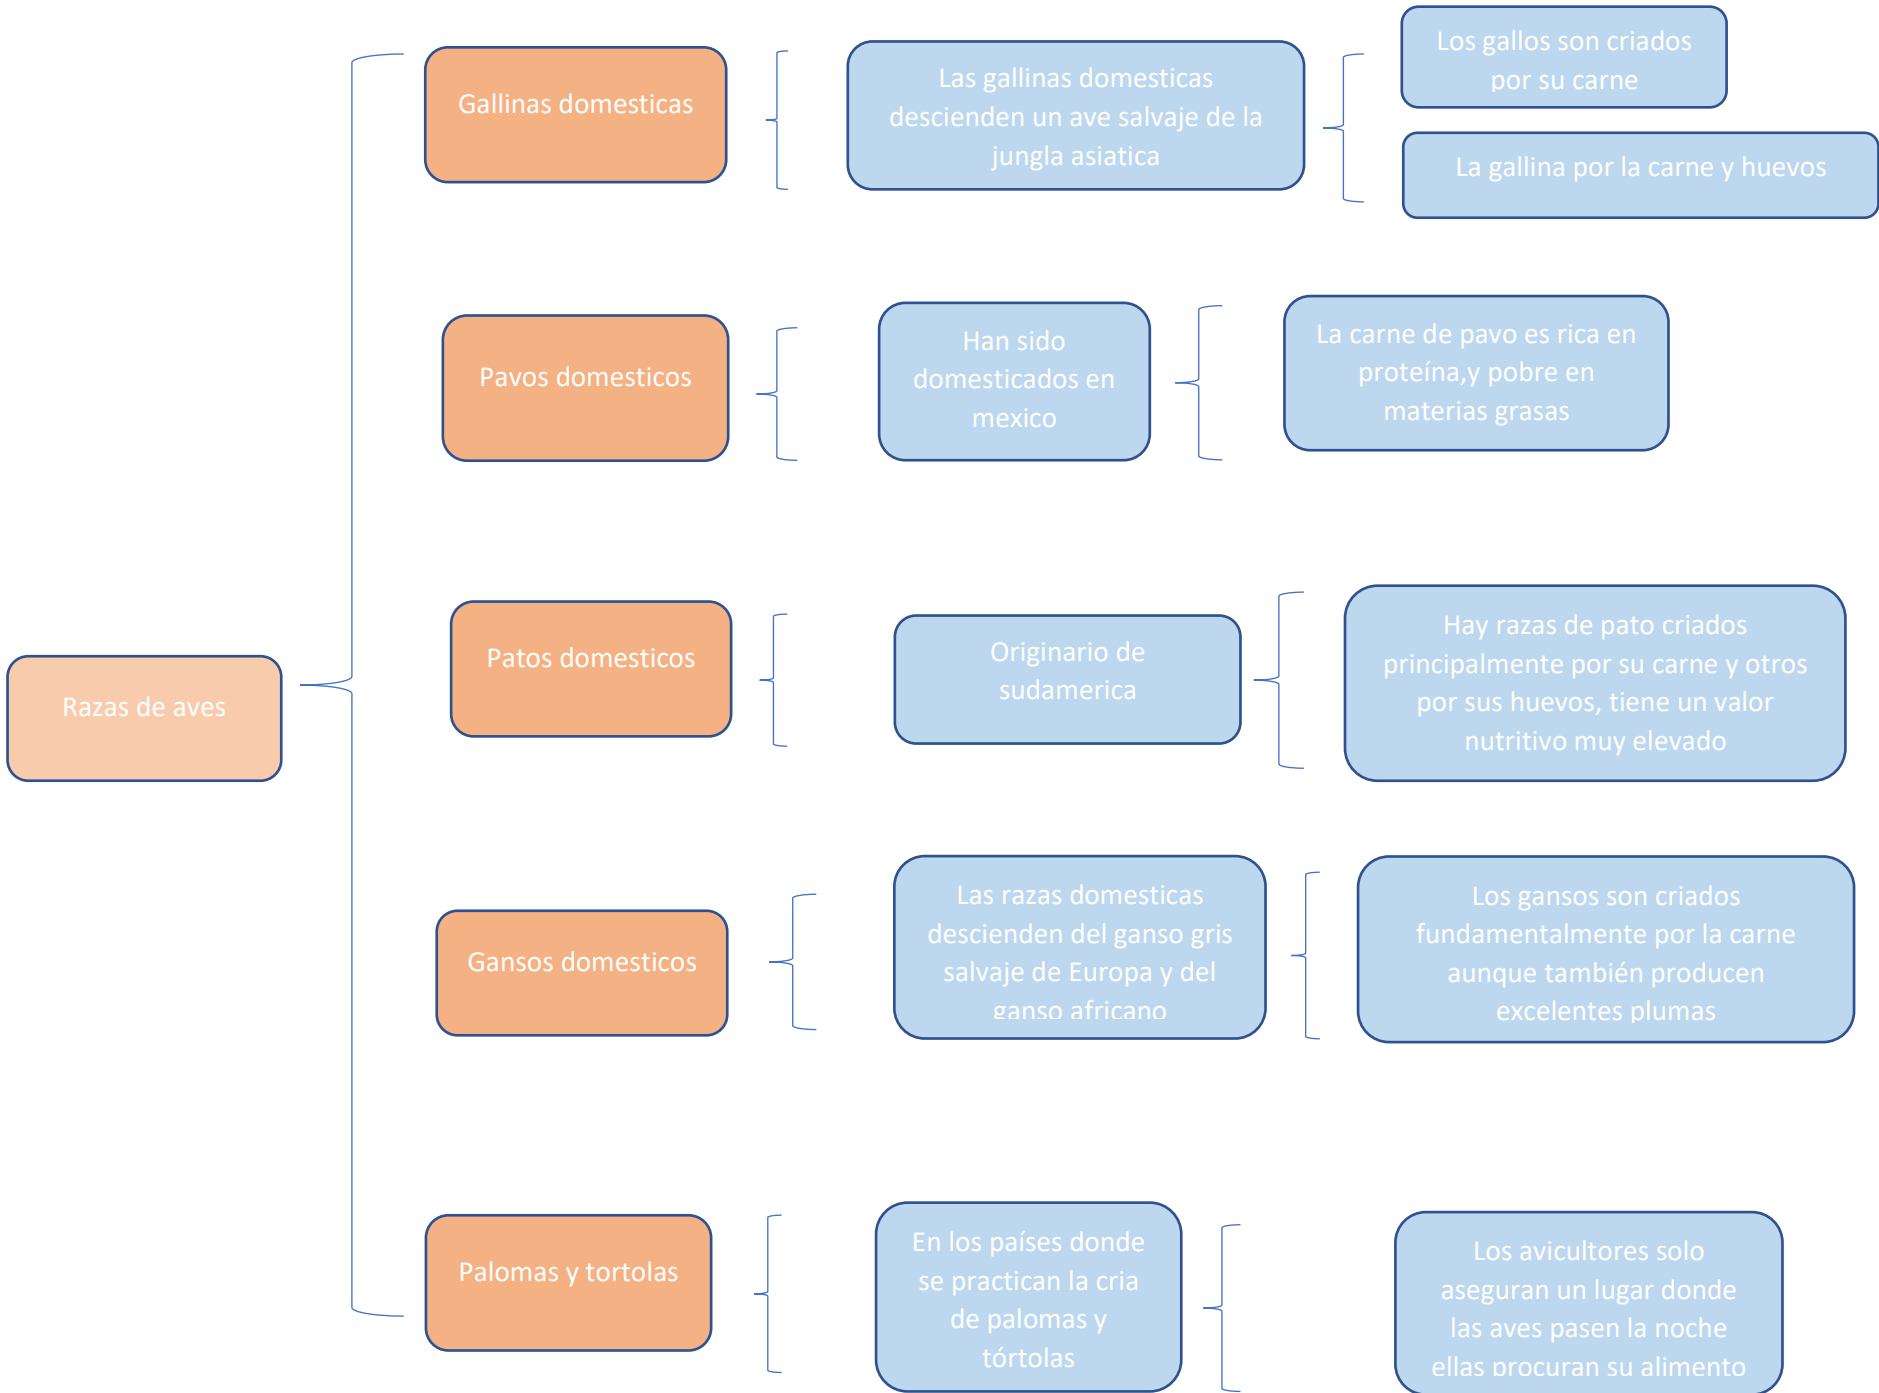 Razas de aves
Gallinas domesticas
Las gallinas domesticas
descienden un ave salvaje de la
jungla asiatica
Los gallos son criados
por su carne
La gallina por la carne y huevos
Pavos domesticos
Han sido
domesticados en
mexico
La carne de pavo es rica en
proteína,y pobre en
materias grasas
Patos domesticos
Originario de
sudamerica
Hay razas de pato criados
principalmente por su carne y otros
por sus huevos, tiene un valor
nutritivo muy elevado
Gansos domesticos
Las razas domesticas
descienden del ganso gris
salvaje de Europa y del
ganso africano
Los gansos son criados
fundamentalmente por la carne
aunque también producen
excelentes plumas
Palomas y tortolas
En los países donde
se practican la cria
de palomas y
tórtolas
Los avicultores solo
aseguran un lugar donde
las aves pasen la noche
ellas procuran su alimento